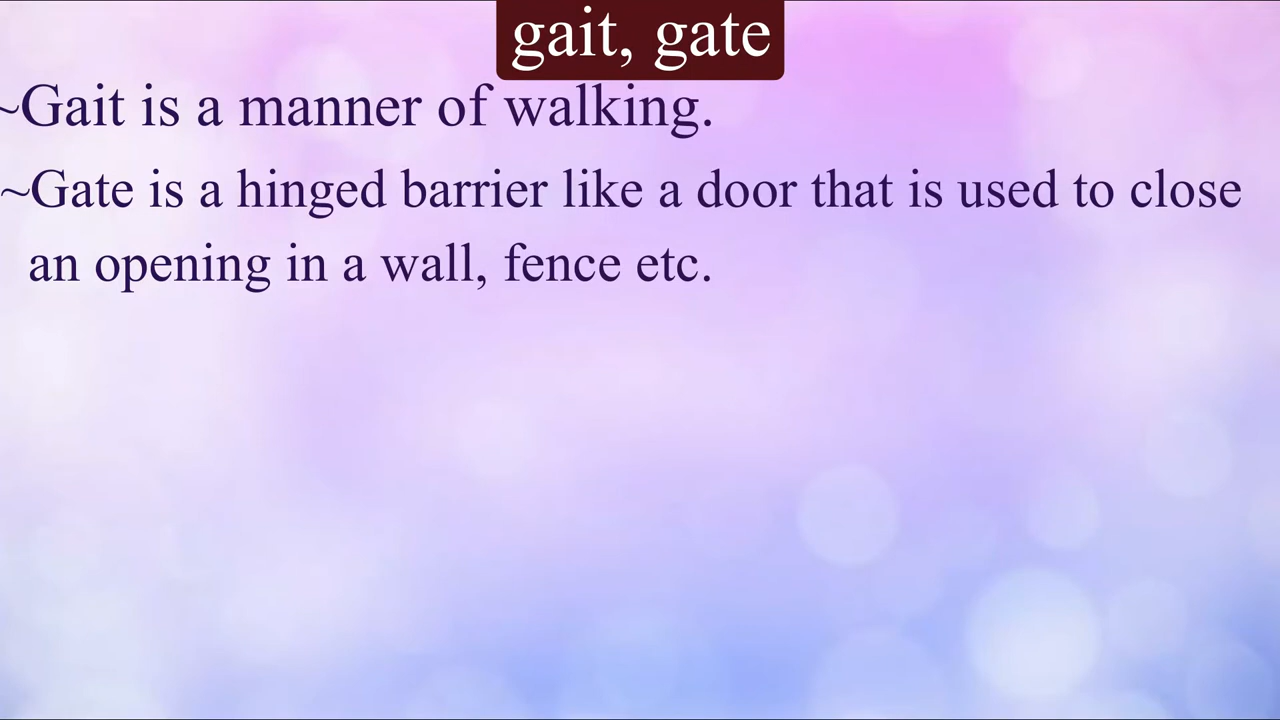 gait, gate
~Gait is a manner of walking.
~Gate is a hinged barrier like a door that is used to close
an opening in a wall, fence etc.